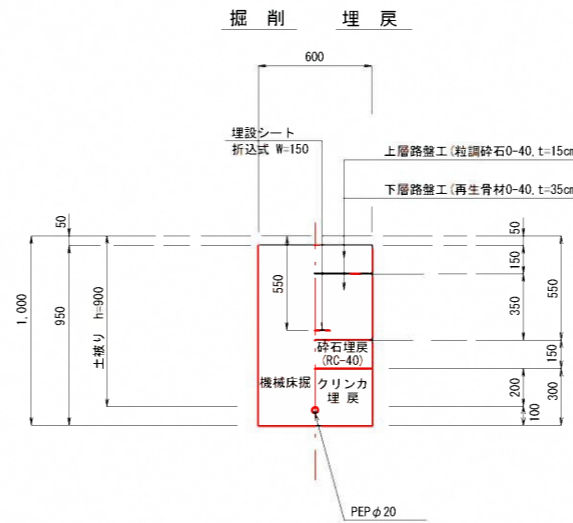 掘 削 埋 戻
600
埋設シート
折込式 W=150
上層路盤工(粒調砕石0-40, t=15cm
下層路盤工(再生骨材0-40, t=35cm
50
1,000
950
土被り h=900
550
50
150
350
550
150
200
300
100
砕石埋戻
(RC-40)
機械床掘
クリンカ
埋 戻
PEPφ20